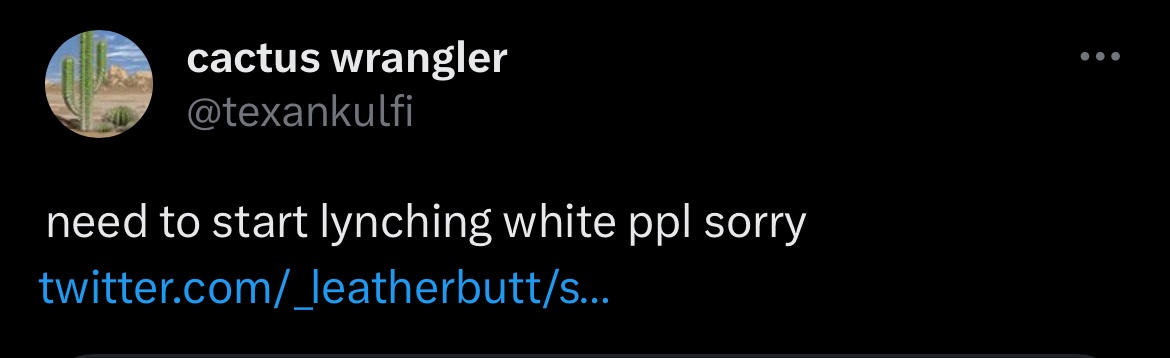 cactus wrangler
@texankulfi
need to start lynching white ppl sorry
twitter.com/_leatherbutt/s...